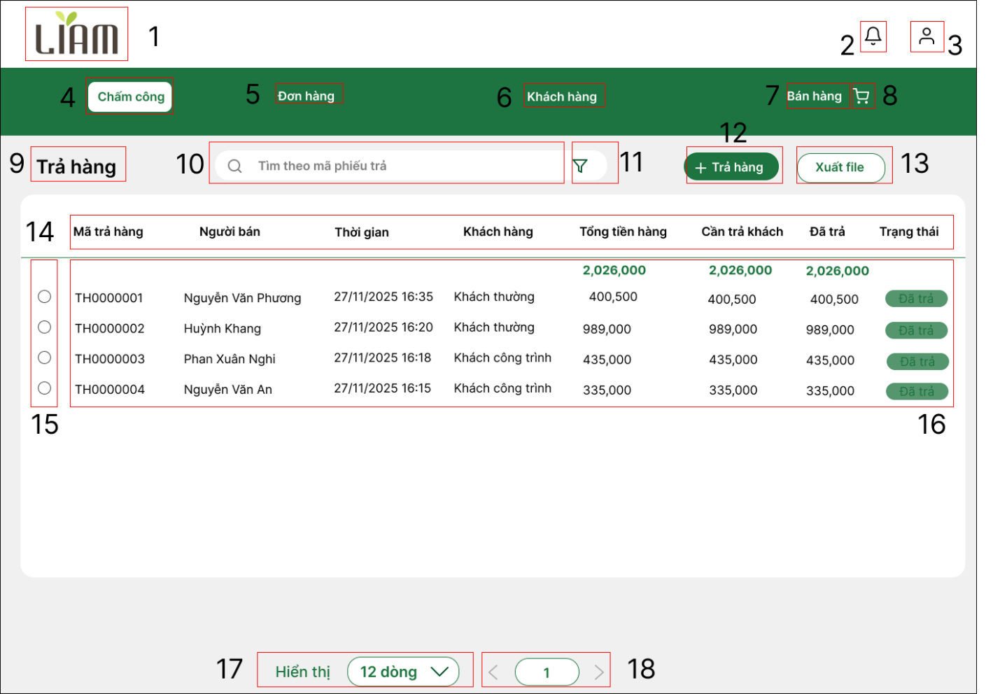 LIAM 1
2 3
4 Chấm công 5 Đơn hàng 6 Khách hàng 7 Bán hàng 8
12
9 Trả hàng 10 Tìm theo mã phiếu trả 11 + Trả hàng Xuất file 13
14 Mã trả hàng Người bán Thời gian Khách hàng Tổng tiền hàng Cần trả khách Đã trả Trạng thái
2,026,000 2,026,000 2,026,000
TH0000001 Nguyễn Văn Phương 27/11/2025 16:35 Khách thường 400,500 400,500 400,500 Đã trả
TH0000002 Huỳnh Khang 27/11/2025 16:20 Khách thường 989,000 989,000 989,000 Đã trả
TH0000003 Phan Xuân Nghi 27/11/2025 16:18 Khách công trình 435,000 435,000 435,000 Đã trả
TH0000004 Nguyễn Văn An 27/11/2025 16:15 Khách công trình 335,000 335,000 335,000 Đã trả
15 16
17 Hiển thị 12 dòng < 1 > 18